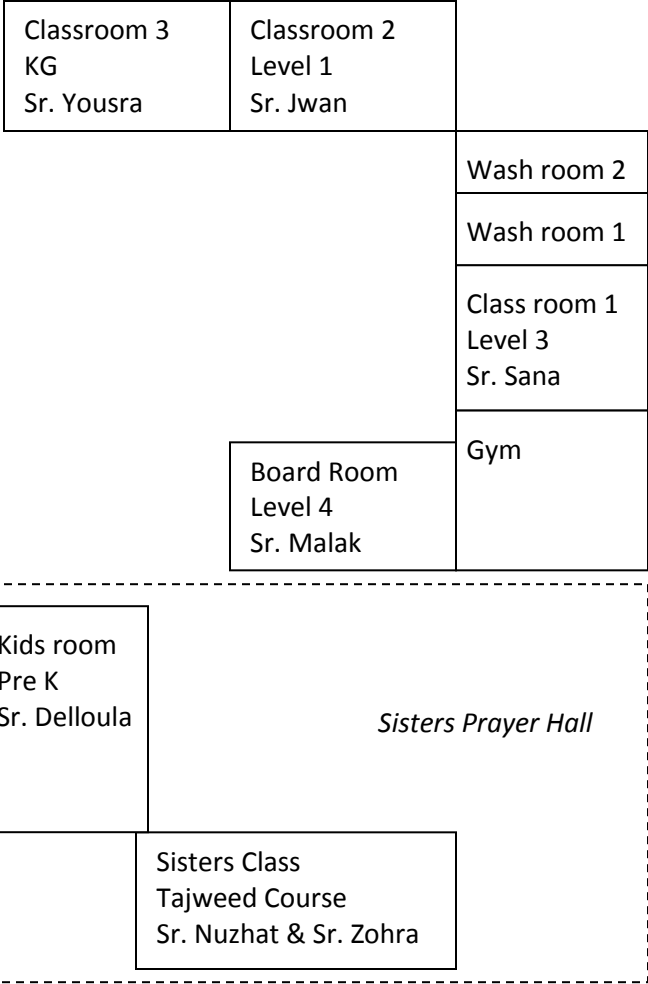 Classroom 3
KG
Sr. Yousra
Classroom 2
Level 1
Sr. Jwan
Wash room 2
Wash room 1
Class room 1
Level 3
Sr. Sana
Gym
Board Room
Level 4
Sr. Malak
Kids room
Pre K
Sr. Delloula
Sisters Prayer Hall
Sisters Class
Tajweed Course
Sr. Nuzhat & Sr. Zohra